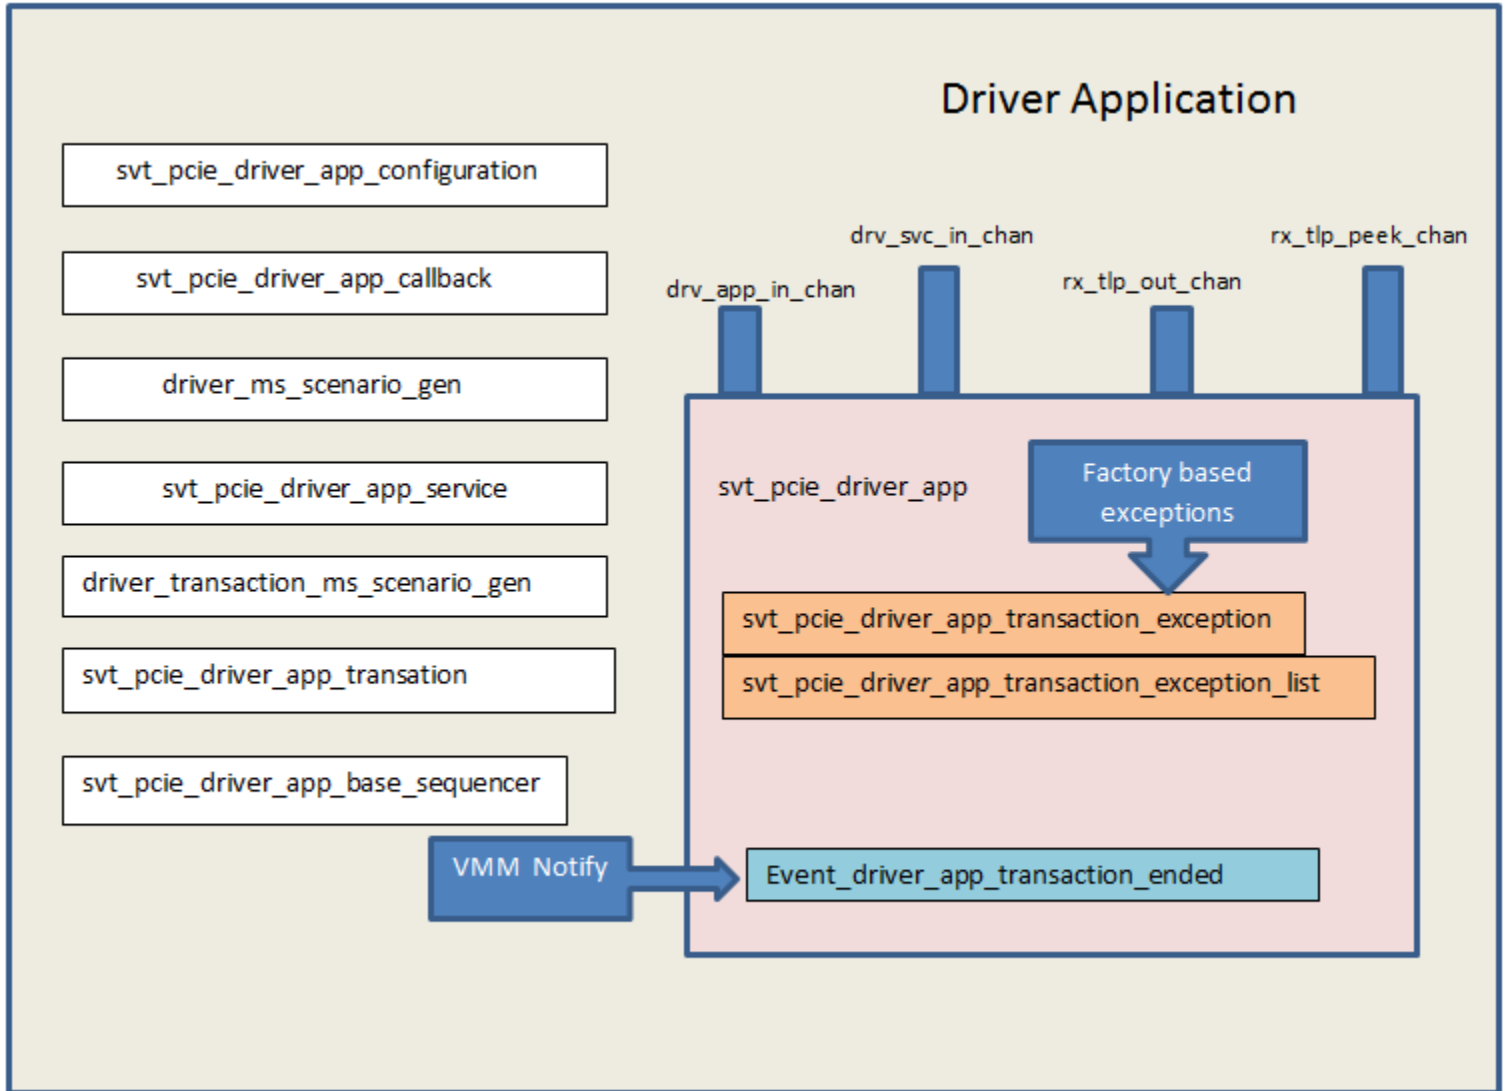 Driver Application
svt_pcie_driver_app_configuration
svt_pcie_driver_app_callback
driver_ms_scenario_gen
svt_pcie_driver_app_service
driver_transaction_ms_scenario_gen
svt_pcie_driver_app_transation
svt_pcie_driver_app_base_sequencer
drv_app_in_chan
drv_svc_in_chan
rx_tlp_out_chan
rx_tlp_peek_chan
svt_pcie_driver_app
Factory based
exceptions
svt_pcie_driver_app_transaction_exception
svt_pcie_driver_app_transaction_exception_list
VMM Notify
Event_driver_app_transaction_ended